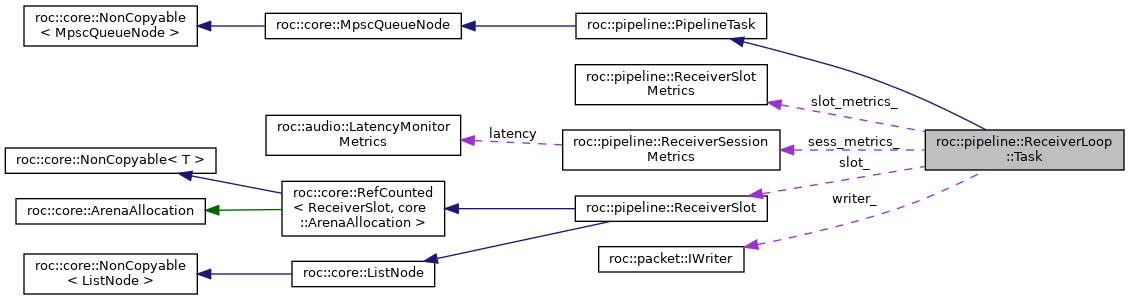 roc::core::NonCopyable
< MpscQueueNode >
roc::core::MpscQueueNode
roc::pipeline::PipelineTask
roc::pipeline::ReceiverSlot
Metrics
slot_metrics_
roc::audio::LatencyMonitor
Metrics
latency
roc::pipeline::ReceiverSession
Metrics
sess_metrics_
roc::pipeline::ReceiverLoop
::Task
roc::core::NonCopyable< T >
slot_
roc::core::ArenaAllocation
roc::core::RefCounted
< ReceiverSlot, core
::ArenaAllocation >
roc::pipeline::ReceiverSlot
writer_
roc::core::NonCopyable
< ListNode >
roc::core::ListNode
roc::packet::IWriter